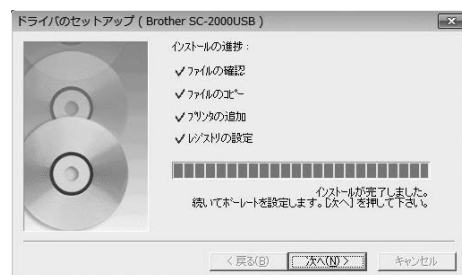 ドライバのセットアップ ( Brother SC-2000USB )
ｲﾝｽﾄｰﾙの進捗 :
✓ ﾌｧｲﾙの確認
✓ ﾌｧｲﾙのｺﾋﾟｰ
✓ ﾌﾟﾘﾝﾀの追加
✓ ﾚｼﾞｽﾄﾘの設定
ｲﾝｽﾄｰﾙが完了しました。
続いてﾎﾞｰﾚｰﾄを設定します。[次へ] を押して下さい。
< 戻る(B)
次へ(N) >
キャンセル